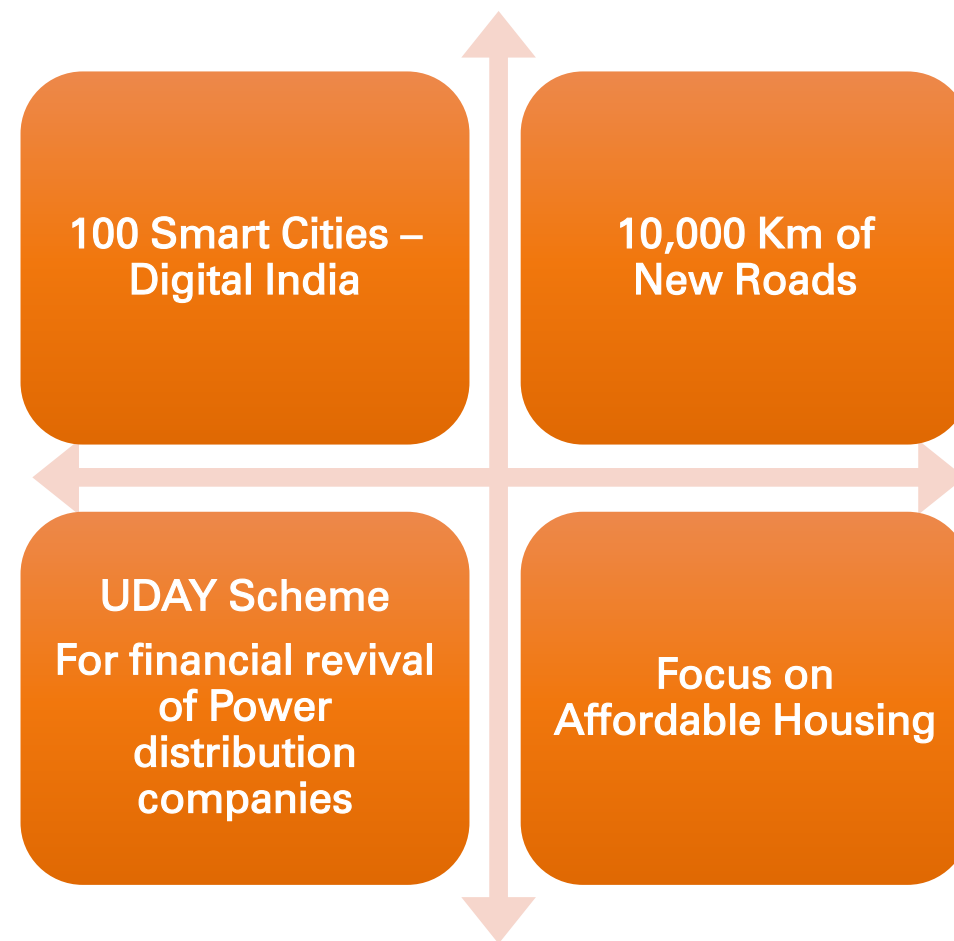 100 Smart Cities –
Digital India
10,000 Km of
New Roads
UDAY Scheme
For financial revival
of Power
distribution
companies
Focus on
Affordable Housing